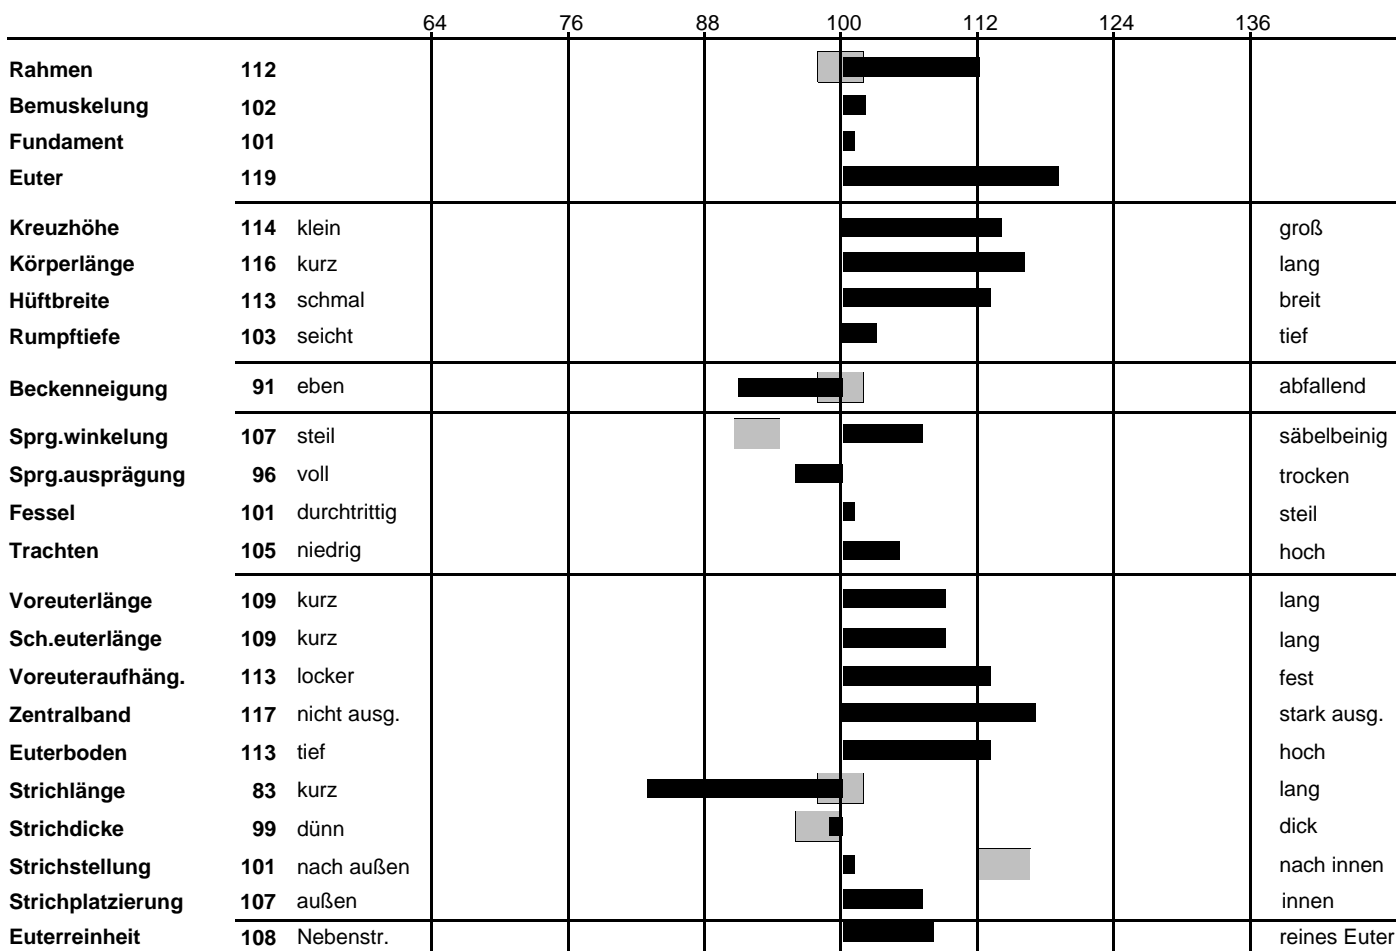 64 76 88 100 112 124 136
Rahmen 112
Bemuskelung 102
Fundament 101
Euter 119
Kreuzhöhe 114 klein groß
Körperlänge 116 kurz lang
Hüftbreite 113 schmal breit
Rumpftiefe 103 seicht tief
Beckenneigung 91 eben abfallend
Sprg.winkelung 107 steil säbelbeinig
Sprg.ausprägung 96 voll trocken
Fessel 101 durchtrittig steil
Trachten 105 niedrig hoch
Voreuterlänge 109 kurz lang
Sch.euterlänge 109 kurz lang
Voreuteraufhäng. 113 locker fest
Zentralband 117 nicht ausg. stark ausg.
Euterboden 113 tief hoch
Strichlänge 83 kurz lang
Strichdicke 99 dünn dick
Strichstellung 101 nach außen nach innen
Strichplatzierung 107 außen innen
Euterreinheit 108 Nebenstr. reines Euter